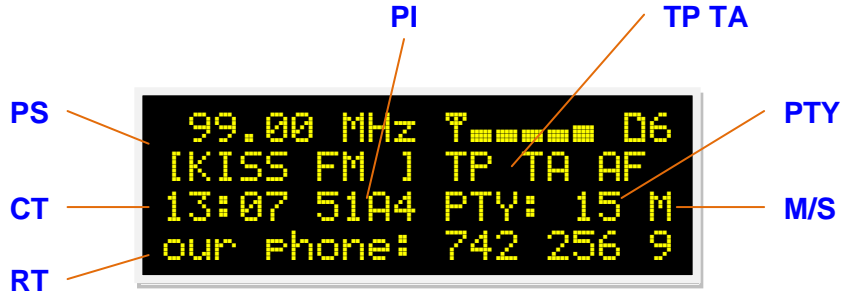 PI TP TA
PS PTY
99.00 MHz D6
[KISS FM ] TP TA AF
CT 13:07 51A4 PTY: 15 M M/S
our phone: 742 256 9
RT